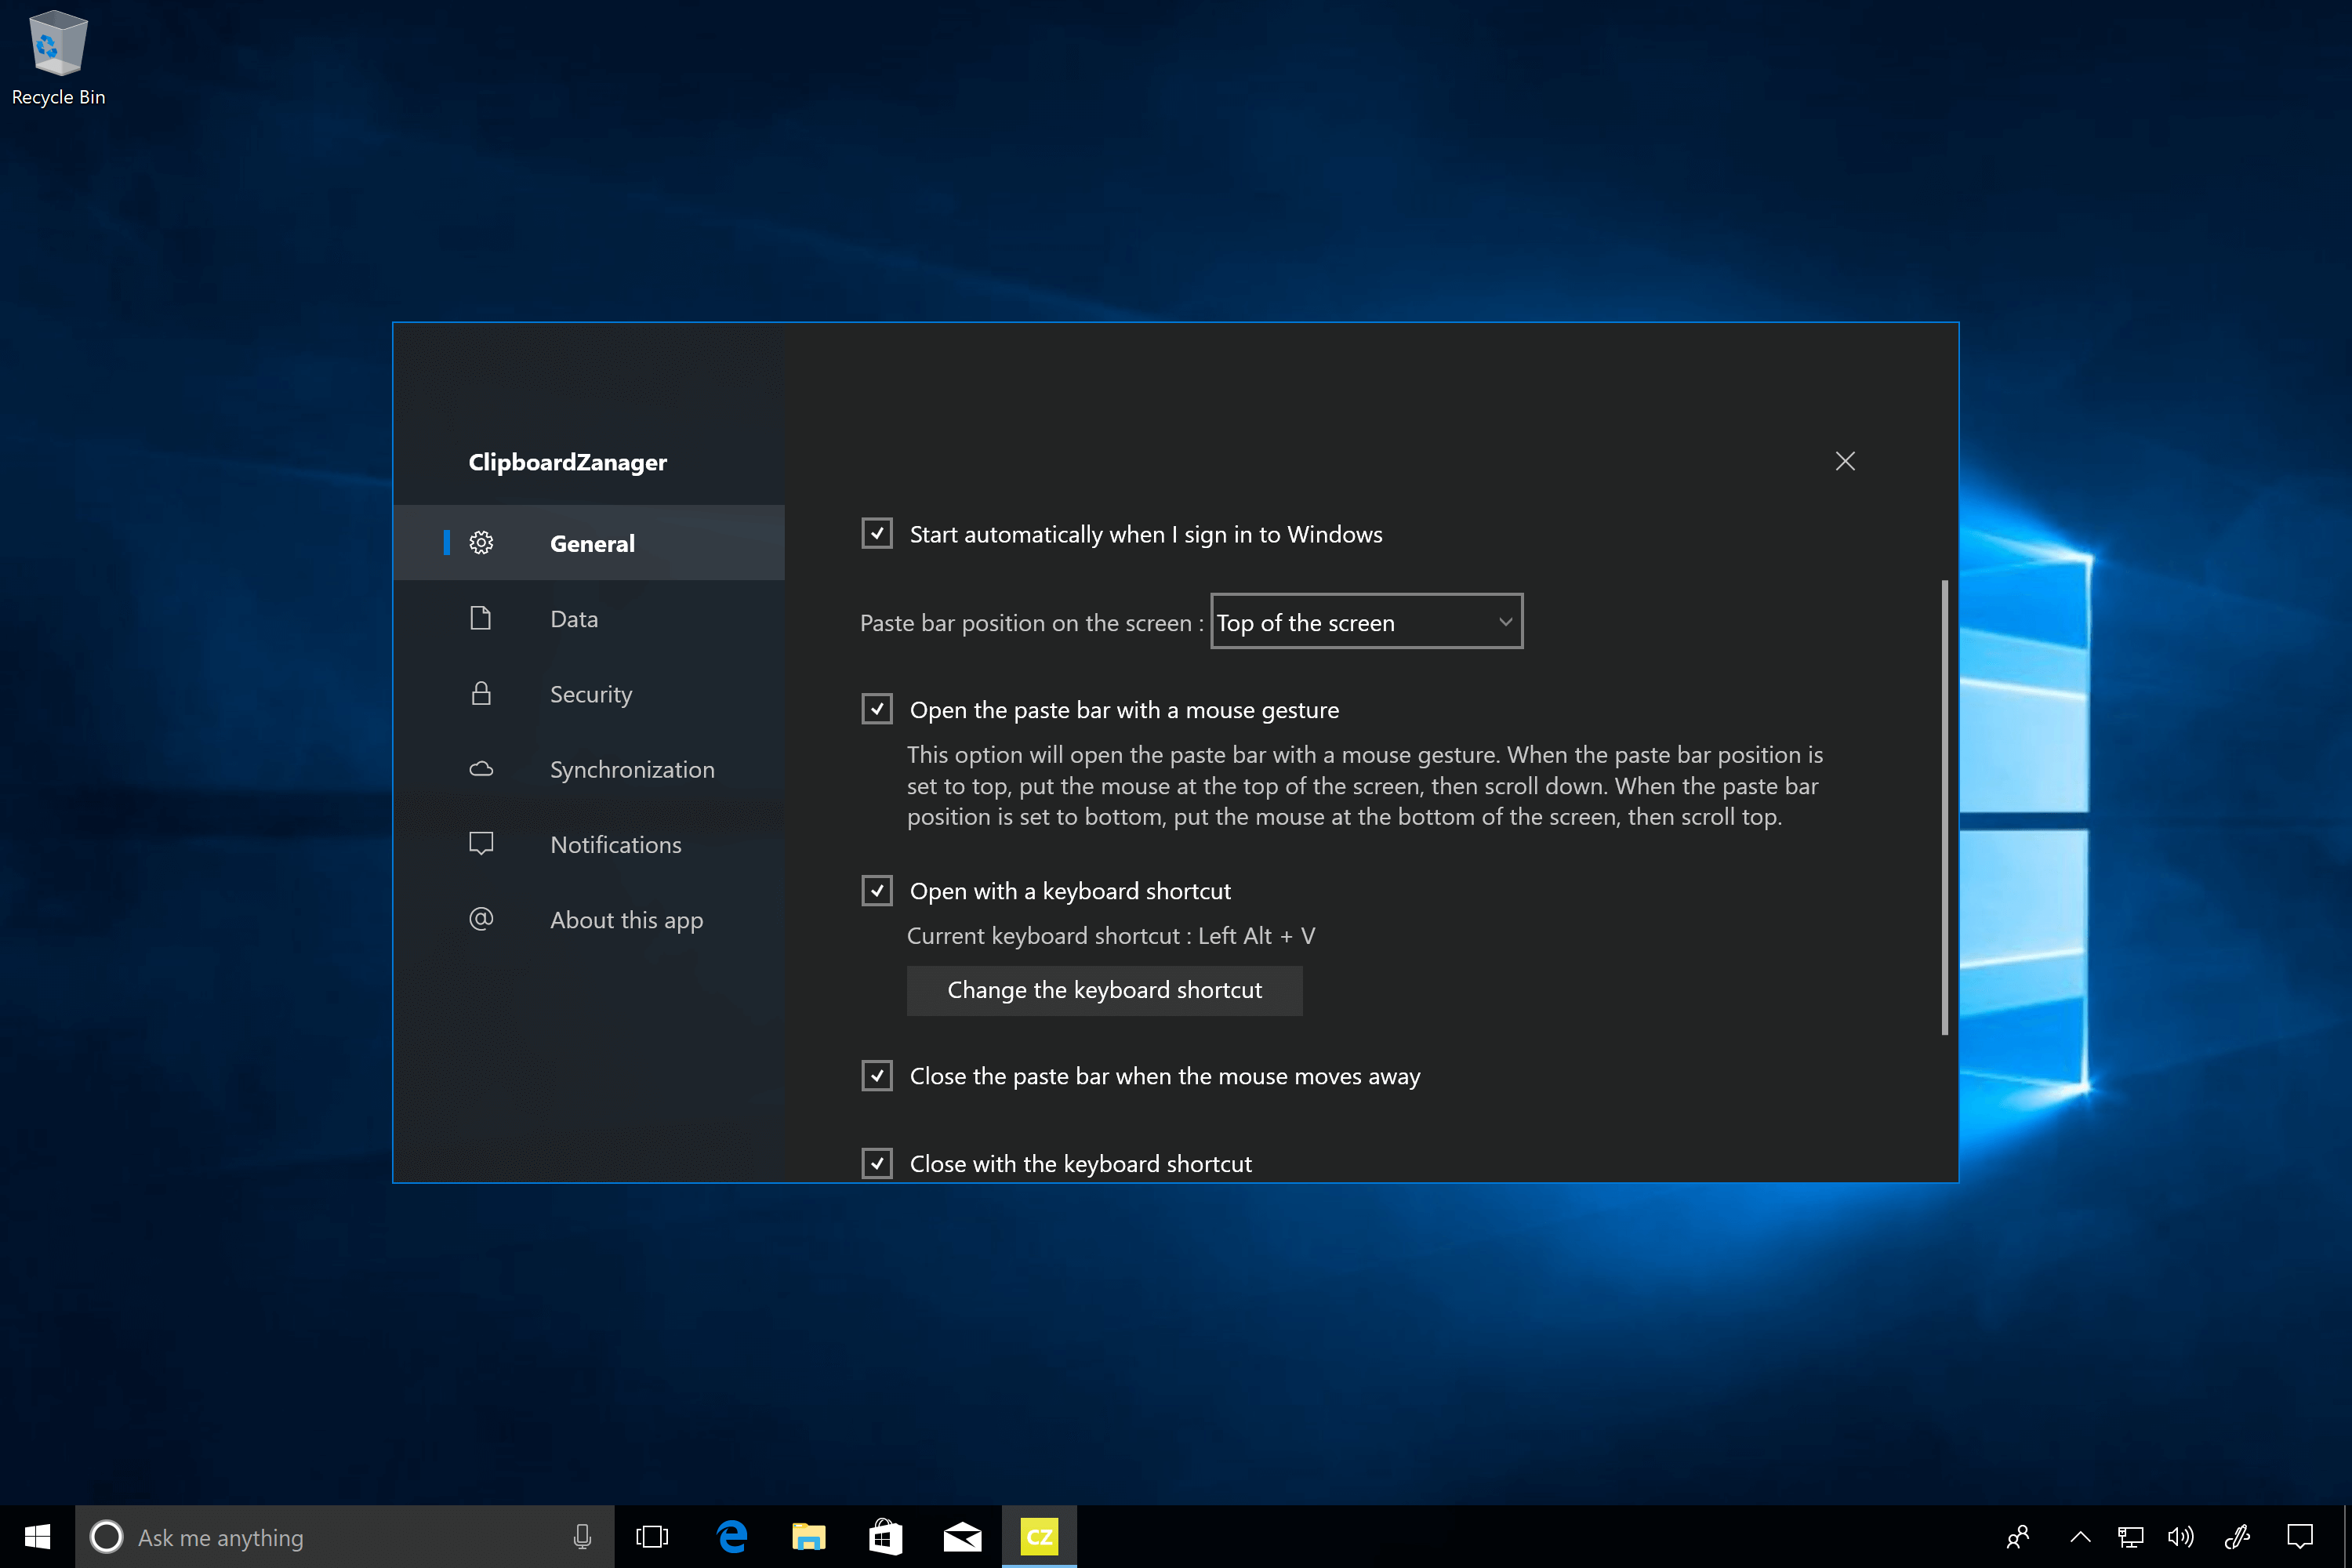 Recycle Bin
ClipboardZanager
General
Data
Security
Synchronization
Notifications
About this app
Start automatically when I sign in to Windows
Paste bar position on the screen : Top of the screen
Open the paste bar with a mouse gesture
This option will open the paste bar with a mouse gesture. When the paste bar position is
set to top, put the mouse at the top of the screen, then scroll down. When the paste bar
position is set to bottom, put the mouse at the bottom of the screen, then scroll top.
Open with a keyboard shortcut
Current keyboard shortcut : Left Alt + V
Change the keyboard shortcut
Close the paste bar when the mouse moves away
Close with the keyboard shortcut
Ask me anything
CZ